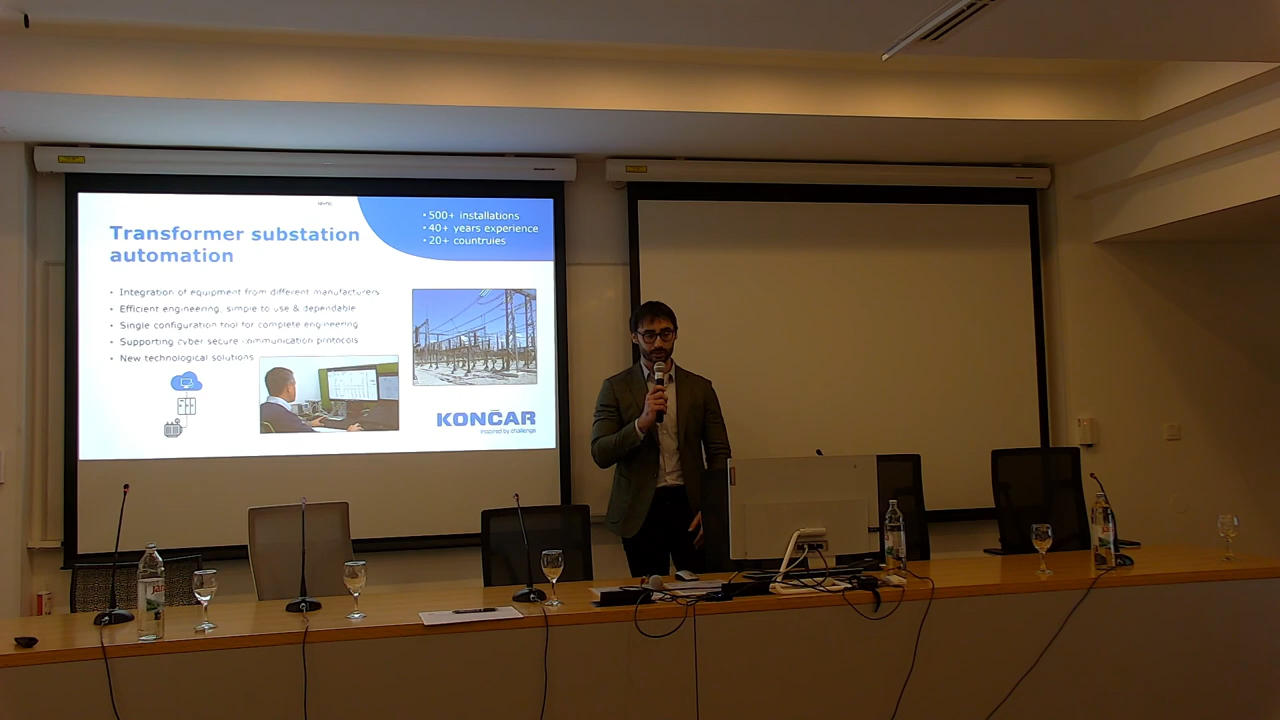 Transformer substation
automation
• 500+ installations
• 40+ years experience
• 20+ countruies
• Integration of equipment from different manufacturers
• Efficient engineering, simple to use & dependable
• Single configuration tool for complete engineering
• Supporting cyber secure communication protocols
• New technological solutions
KONČAR
inspired by challenge